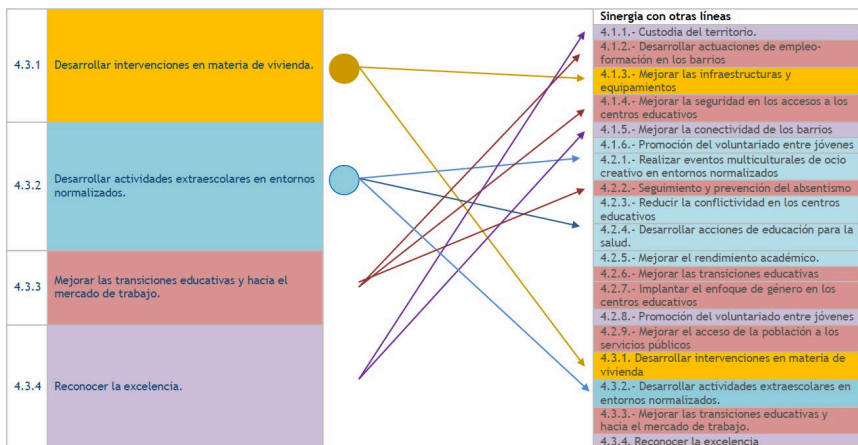 4.3.1
Desarrollar intervenciones en materia de vivienda.
4.3.2
Desarrollar actividades extraescolares en entornos
normalizados.
4.3.3
Mejorar las transiciones educativas y hacia el
mercado de trabajo.
4.3.4
Reconocer la excelencia.
Sinergia con otras líneas
4.1.1.- Custodia del territorio.
4.1.2.- Desarrollar actuaciones de empleo-
formación en los barrios
4.1.3.- Mejorar las infraestructuras y
equipamientos
4.1.4.- Mejorar la seguridad en los accesos a los
centros educativos
4.1.5.- Mejorar la conectividad de los barrios
4.1.6.- Promoción del voluntariado entre jóvenes
4.2.1.- Realizar eventos multiculturales de ocio
creativo en entornos normalizados
4.2.2.- Seguimiento y prevención del absentismo
4.2.3.- Reducir la conflictividad en los centros
educativos
4.2.4.- Desarrollar acciones de educación para la
salud.
4.2.5.- Mejorar el rendimiento académico.
4.2.6.- Mejorar las transiciones educativas
4.2.7.- Implantar el enfoque de género en los
centros educativos
4.2.8.- Promoción del voluntariado entre jóvenes
4.2.9.- Mejorar el acceso de la población a los
servicios públicos
4.3.1. Desarrollar intervenciones en materia de
vivienda
4.3.2.- Desarrollar actividades extraescolares en
entornos normalizados.
4.3.3.- Mejorar las transiciones educativas y
hacia el mercado de trabajo.
4.3.4. Reconocer la excelencia